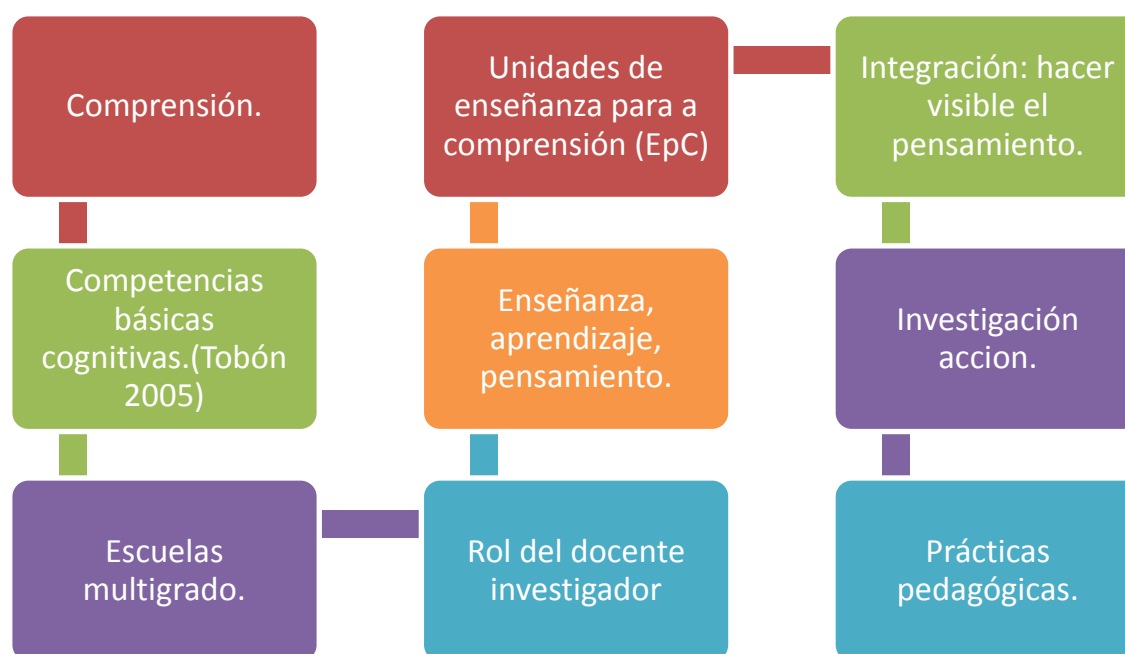 Comprensión.
Competencias
básicas
cognitivas.(Tobón
2005)
Escuelas
multigrado.
Rol del docente
investigador
Enseñanza,
aprendizaje,
pensamiento.
Unidades de
enseñanza para a
comprensión (EpC)
Integración: hacer
visible el
pensamiento.
Investigación
accion.
Prácticas
pedagógicas.